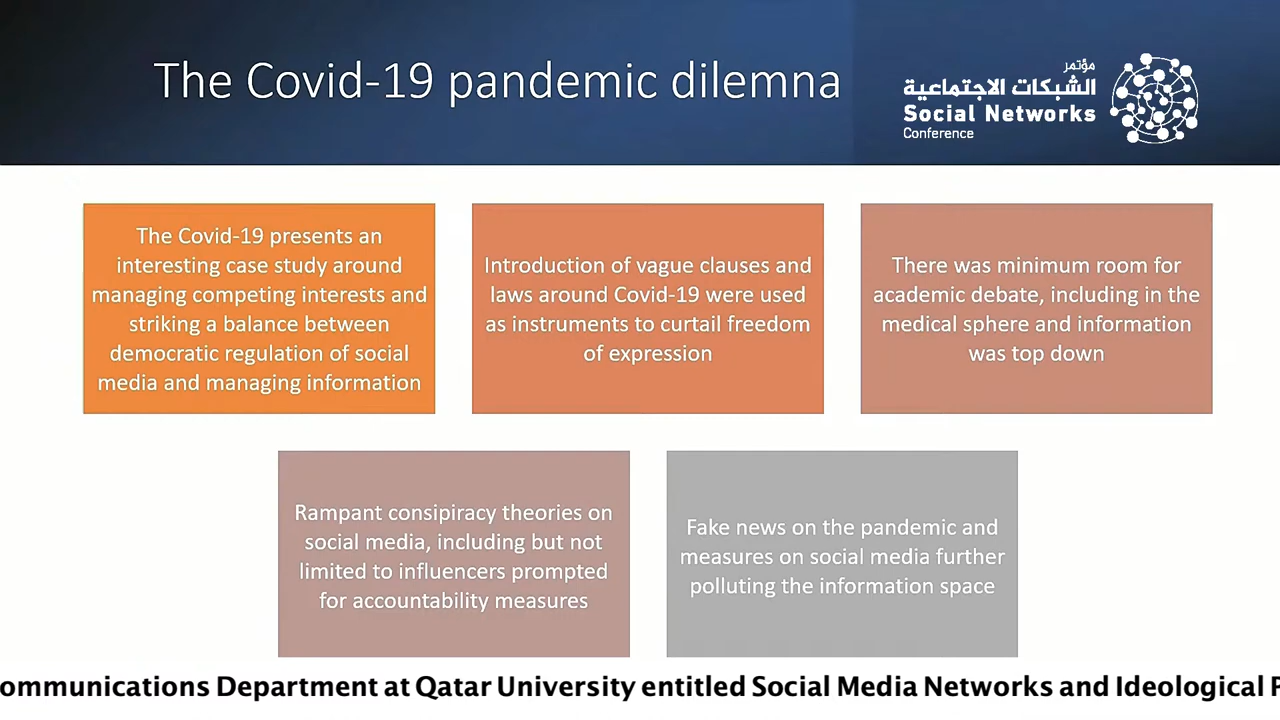 The Covid-19 pandemic dilemna
مؤتمر
الشبكات الاجتماعية
Social Networks
Conference
The Covid-19 presents an
interesting case study around
managing competing interests and
striking a balance between
democratic regulation of social
media and managing information
Introduction of vague clauses and
laws around Covid-19 were used
as instruments to curtail freedom
of expression
There was minimum room for
academic debate, including in the
medical sphere and information
was top down
Rampant consipiracy theories on
social media, including but not
limited to influencers prompted
for accountability measures
Fake news on the pandemic and
measures on social media further
polluting the information space
ommunications Department at Qatar University entitled Social Media Networks and Ideological